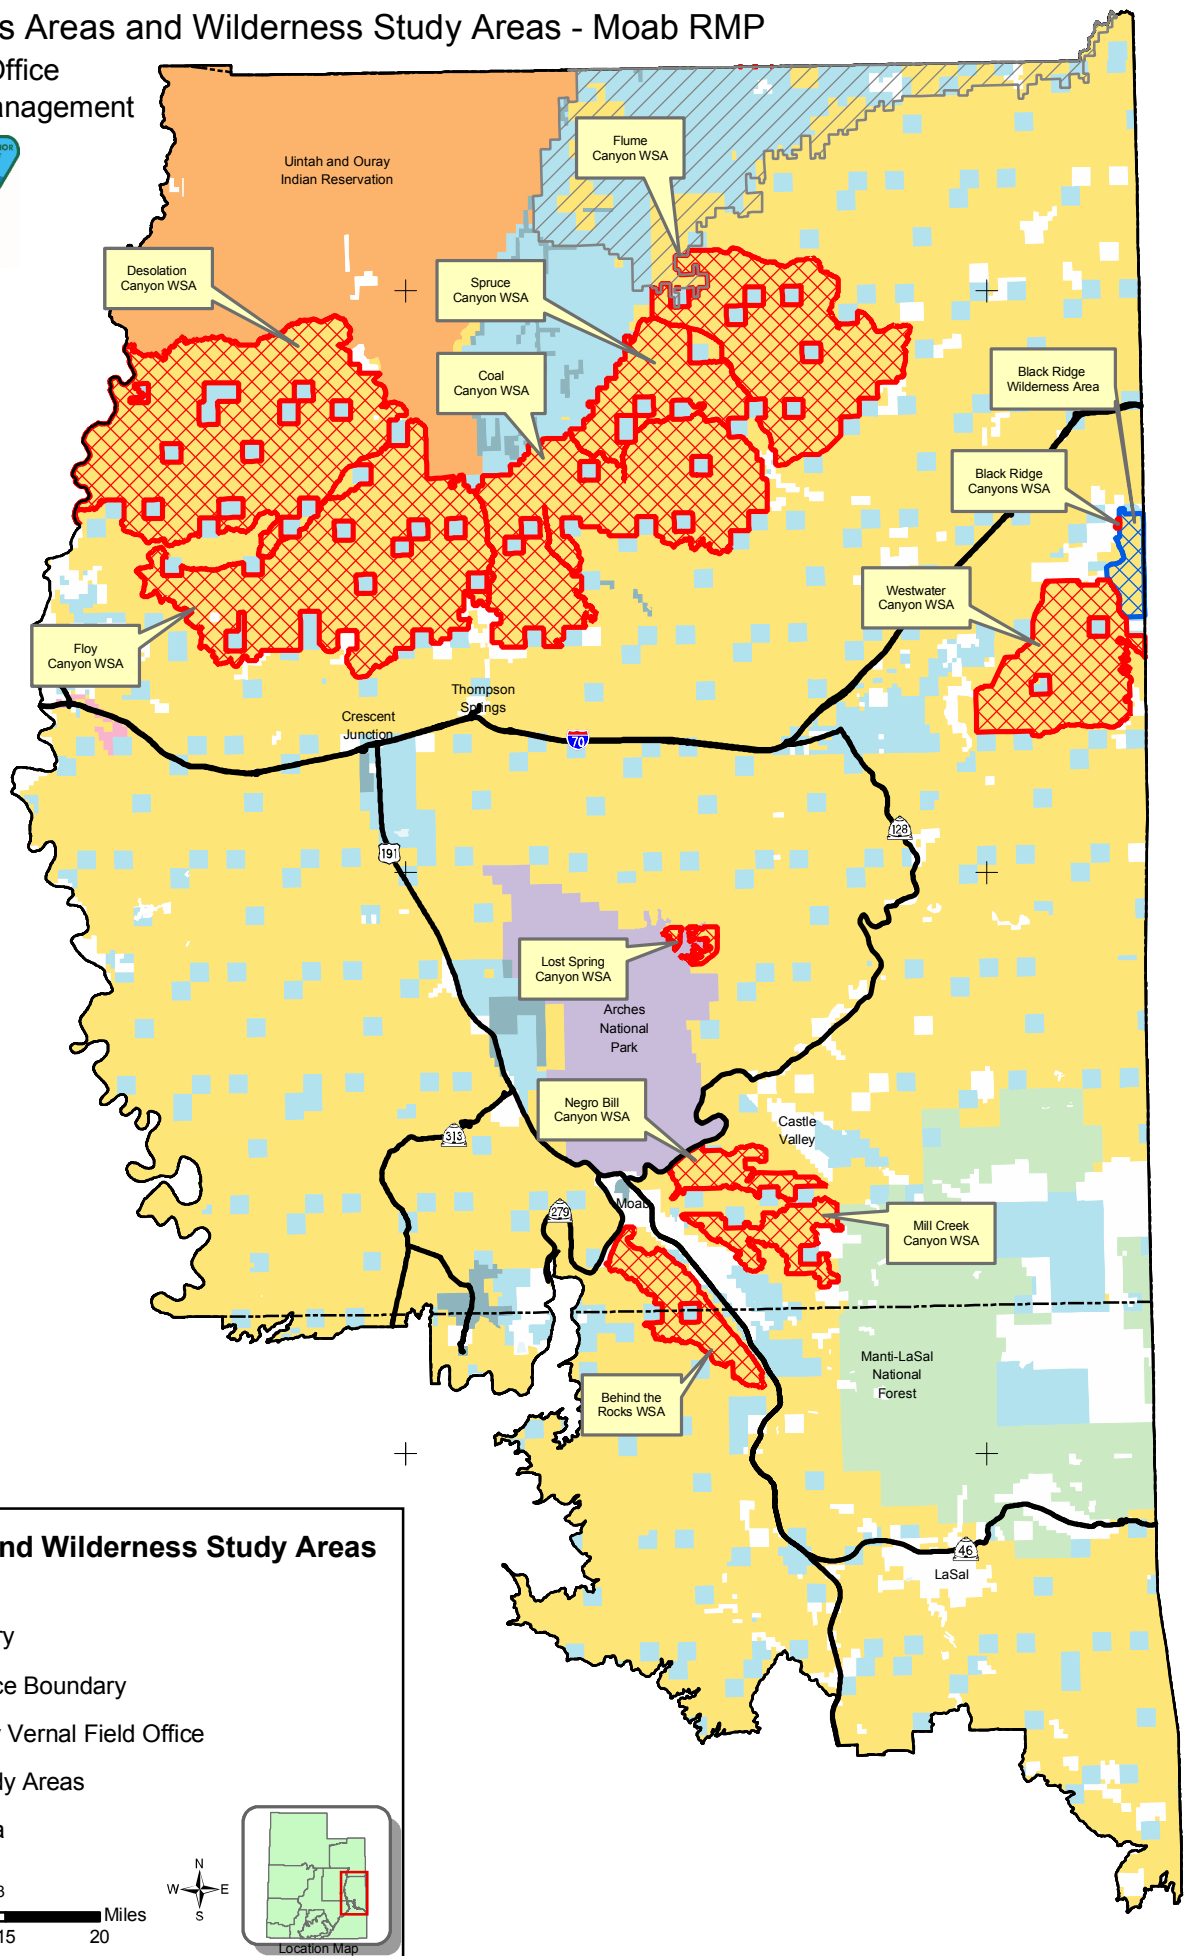 s Areas and Wilderness Study Areas - Moab RMP
Office
nagement
Flume
Canyon WSA
Uintah and Ouray
Indian Reservation
Desolation
Canyon WSA
Spruce
Canyon WSA
Coal
Canyon WSA
Black Ridge
Wilderness Area
Black Ridge
Canyons WSA
Westwater
Canyon WSA
Floy
Canyon WSA
Thompson
Springs
Crescent
Junction
70
128
191
Lost Spring
Canyon WSA
Arches
National
Park
Negro Bill
Canyon WSA
Castle
Valley
313
Moab
279
Mill Creek
Canyon WSA
Manti-LaSal
National
Forest
Behind the
Rocks WSA
46
LaSal
nd Wilderness Study Areas
ry
ce Boundary
Vernal Field Office
dy Areas
a
N
W E
S
Miles
15 20
Location Map